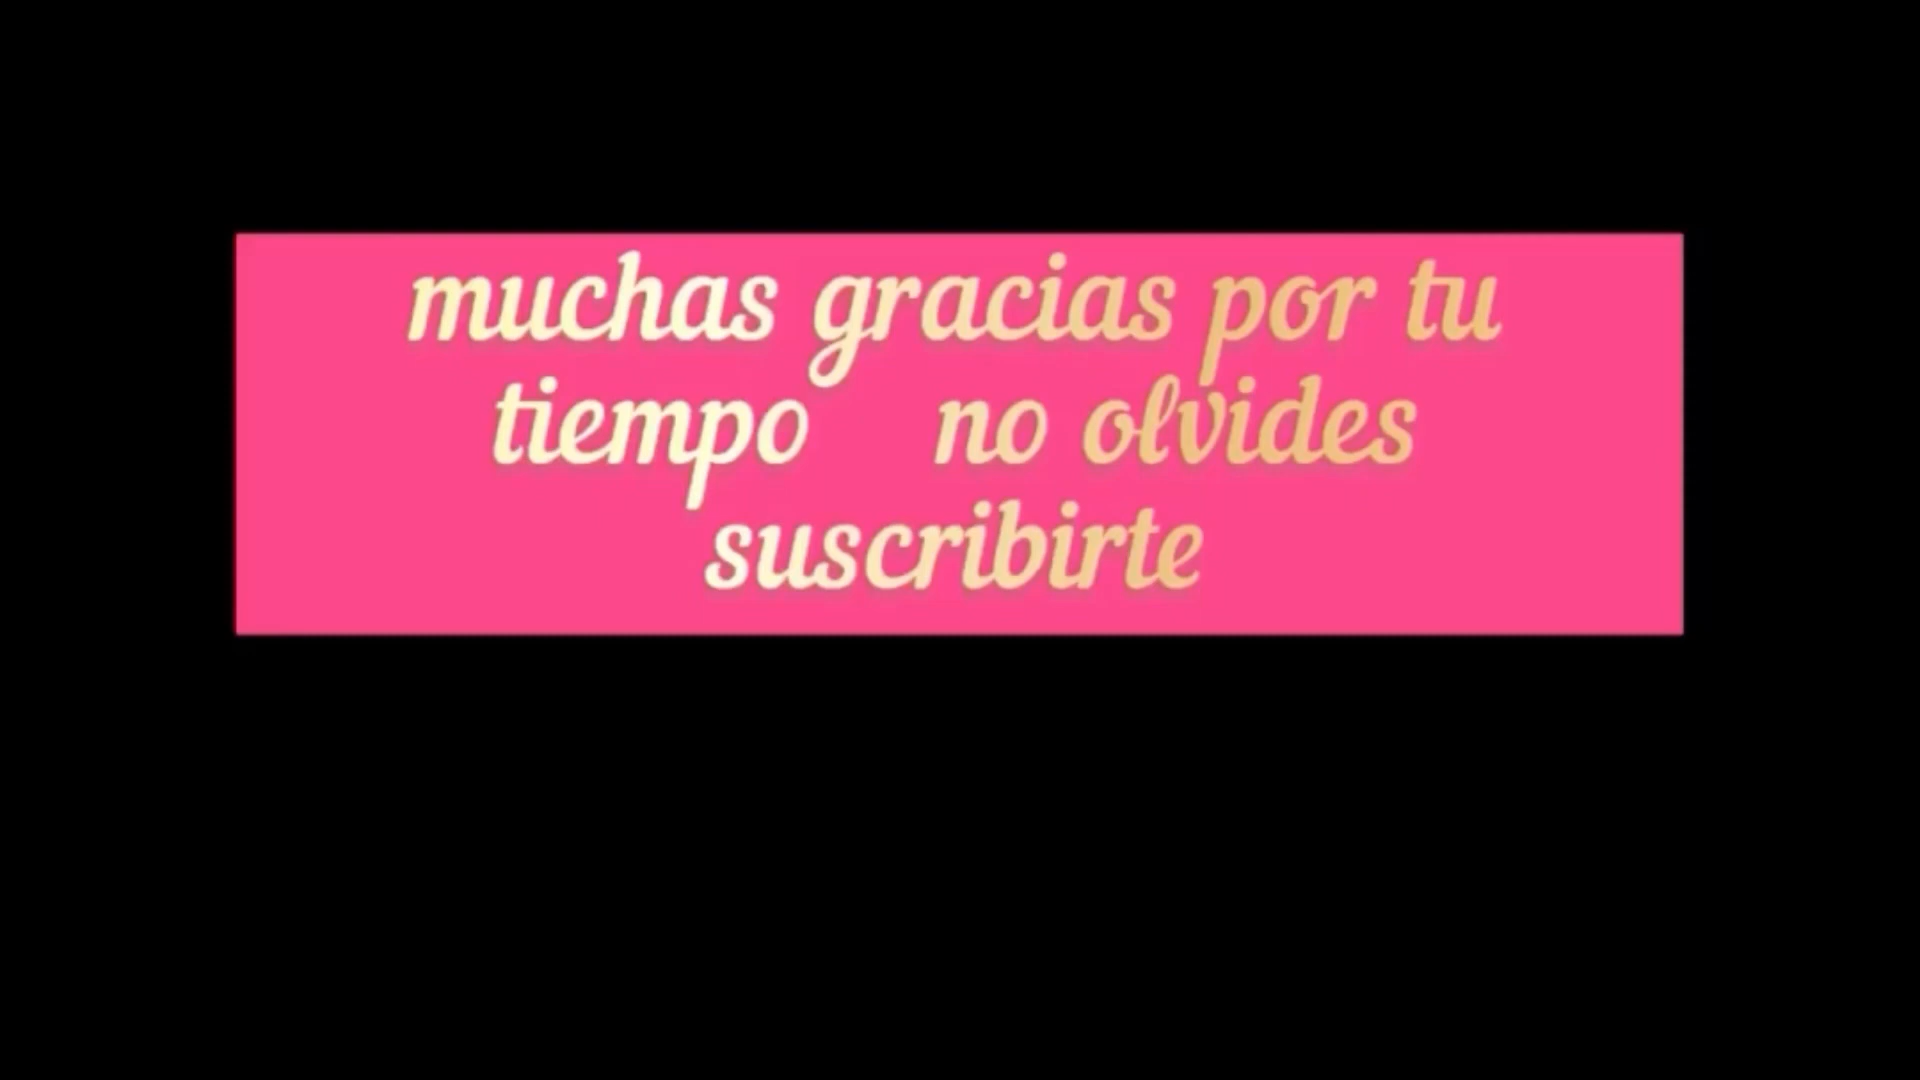 muchas gracias por tu
tiempo no olvides
suscribirte